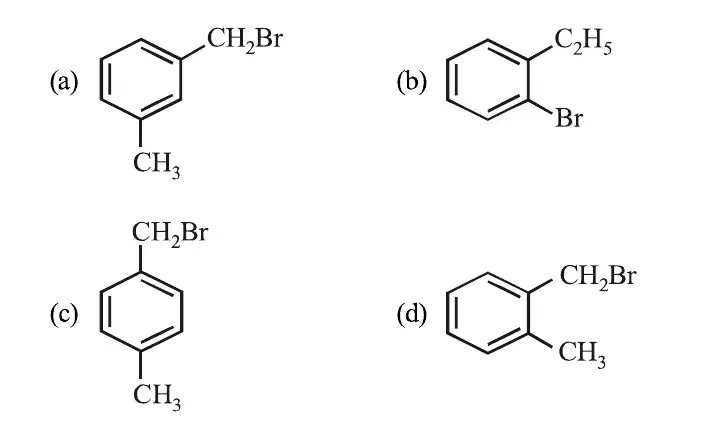 (a) CH₂Br
CH₃
(b) C₂H₅
Br
(c) CH₂Br
CH₃
(d) CH₂Br
CH₃